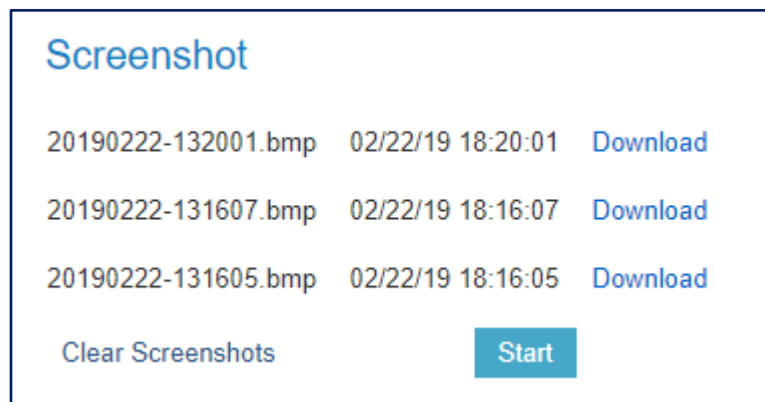 Screenshot
20190222-132001.bmp 02/22/19 18:20:01 Download
20190222-131607.bmp 02/22/19 18:16:07 Download
20190222-131605.bmp 02/22/19 18:16:05 Download
Clear Screenshots Start